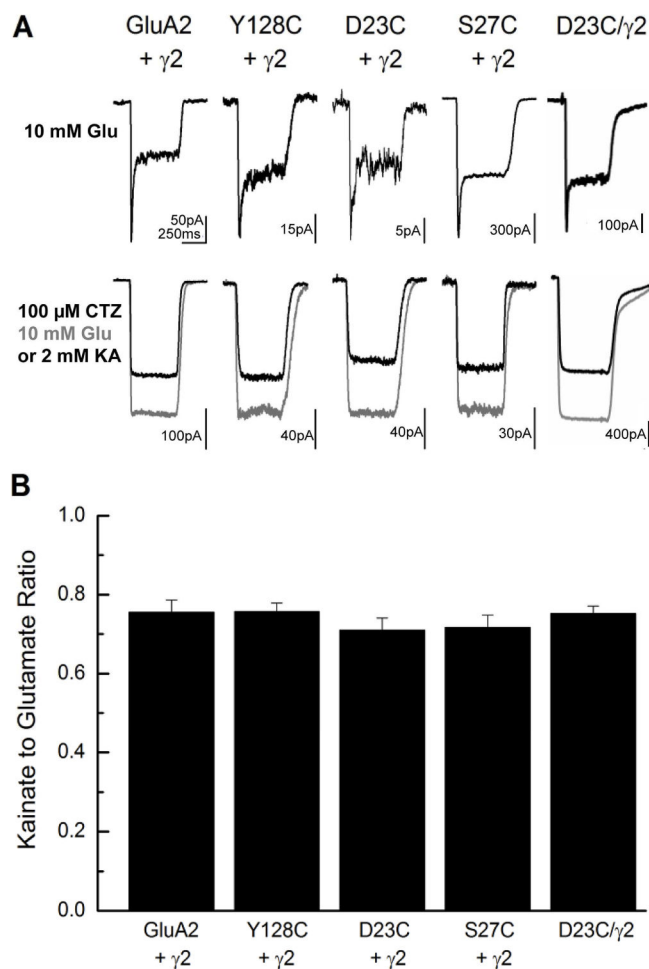 A
GluA2 Y128C D23C S27C D23C/γ2
+ γ2 + γ2 + γ2 + γ2
10 mM Glu
50pA
250ms 15pA 5pA 300pA 100pA
100 µM CTZ
10 mM Glu
or 2 mM KA
100pA 40pA 40pA 30pA 400pA
B
Kainate to Glutamate Ratio
1.0
0.8
0.6
0.4
0.2
0.0
GluA2 Y128C D23C S27C D23C/γ2
+ γ2 + γ2 + γ2 + γ2